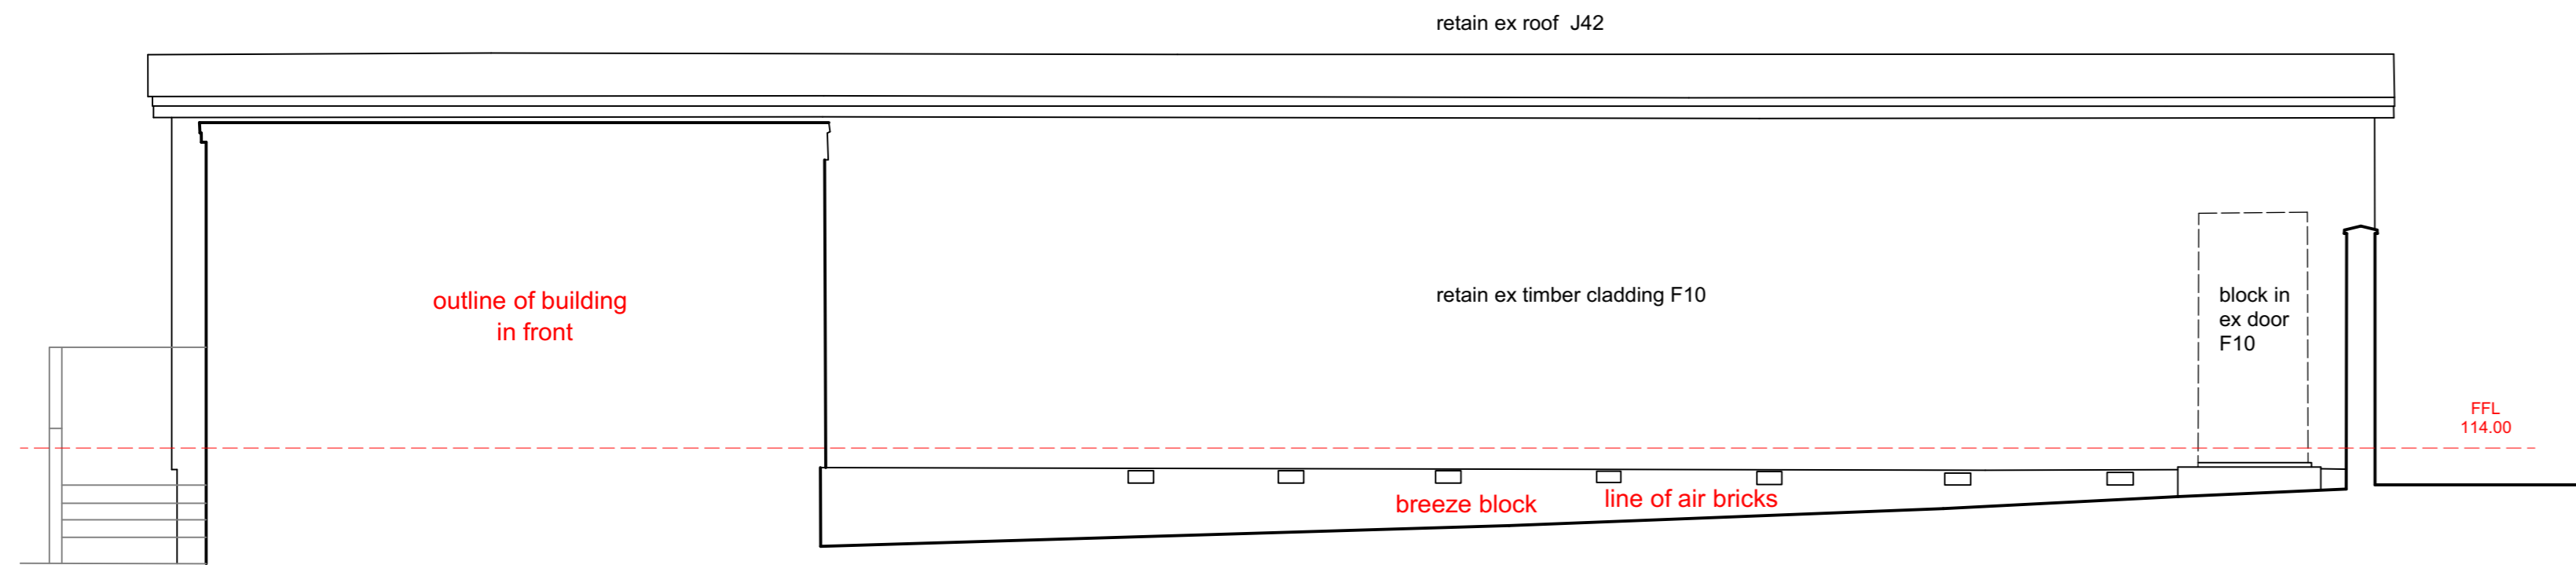 retain ex roof J42
outline of building
in front
retain ex timber cladding F10
block in
ex door
F10
FFL
114.00
breeze block
line of air bricks